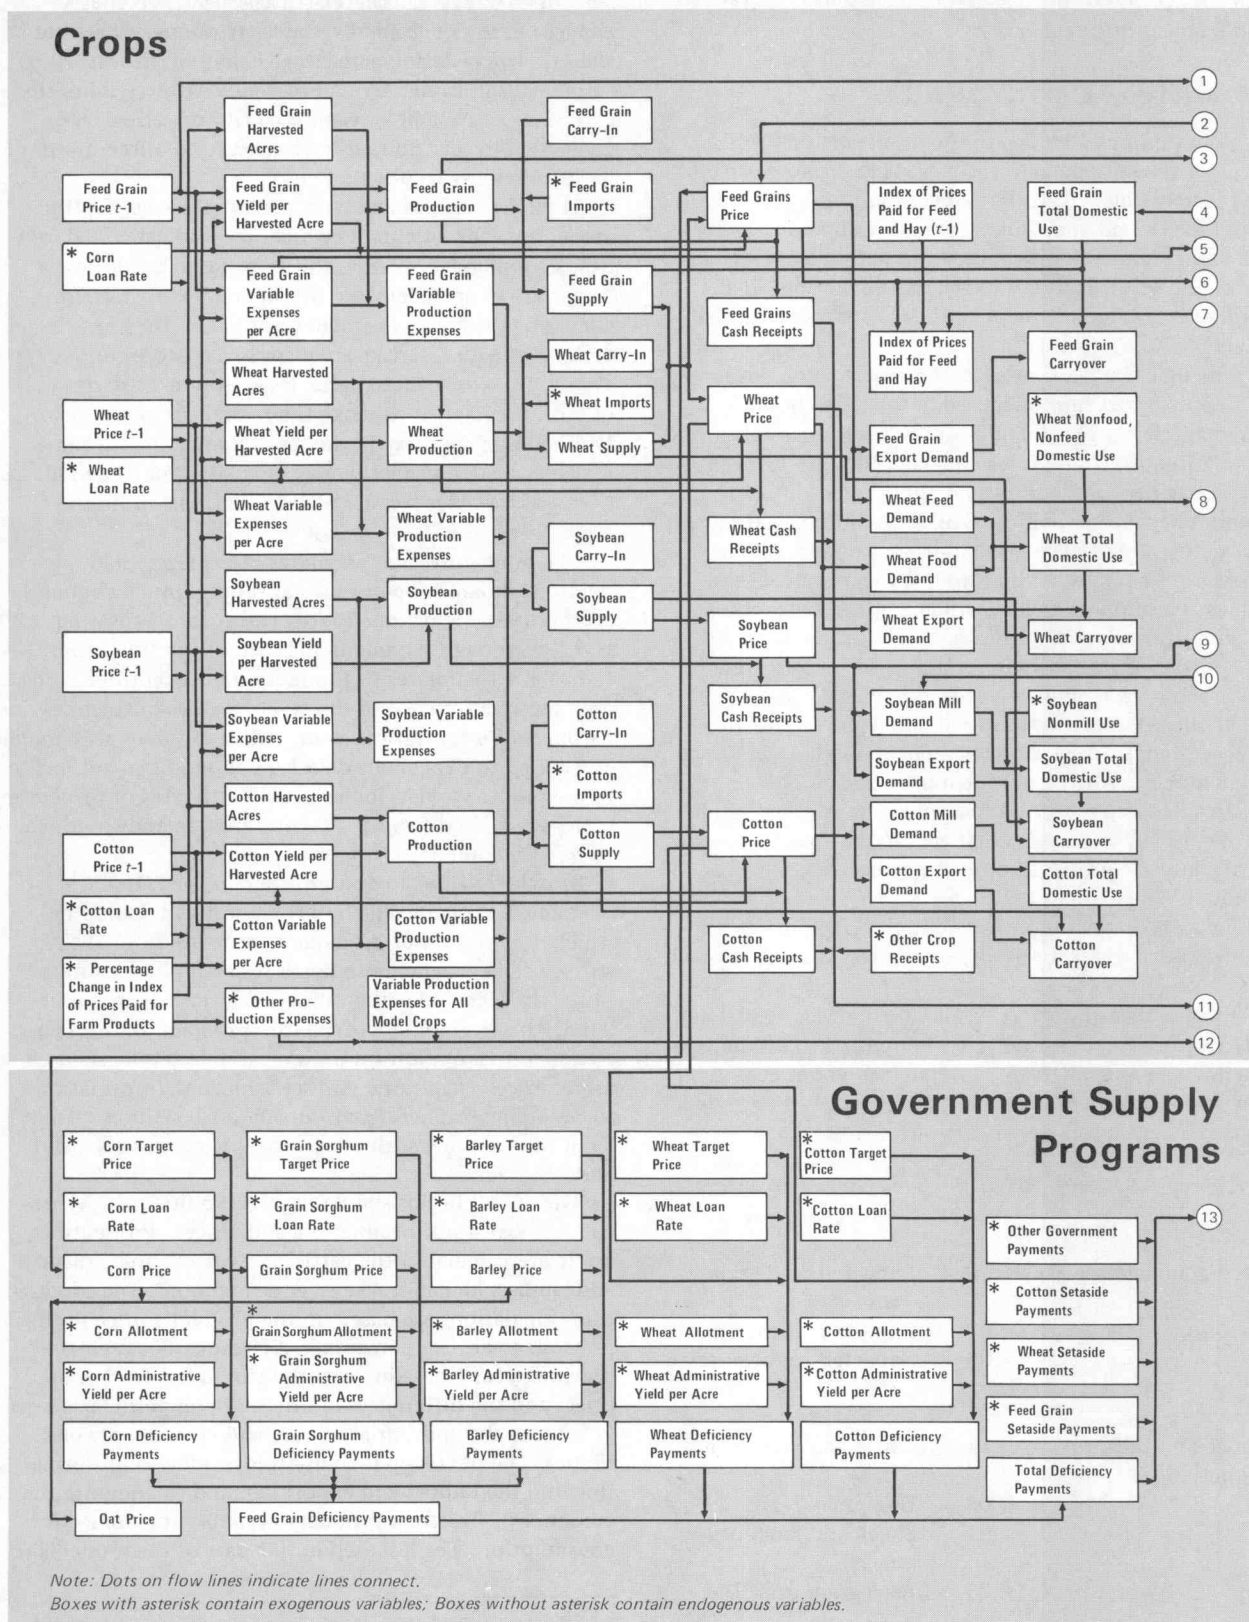 Crops
1
2
3
4
5
6
7
8
9
10
11
12
Feed Grain
Price t-1
* Corn
Loan Rate
Wheat
Price t-1
* Wheat
Loan Rate
Soybean
Price t-1
Cotton
Price t-1
* Cotton Loan
Rate
* Percentage
Change in Index
of Prices Paid for
Farm Products
Feed Grain
Harvested
Acres
Feed Grain
Yield per
Harvested Acre
Feed Grain
Variable
Expenses
per Acre
Wheat Harvested
Acres
Wheat Yield per
Harvested Acre
Wheat Variable
Expenses
per Acre
Soybean
Harvested Acres
Soybean Yield
per Harvested
Acre
Soybean Variable
Expenses
per Acre
Cotton Harvested
Acres
Cotton Yield per
Harvested Acre
Cotton Variable
Expenses
per Acre
* Other Pro-
duction Expenses
Feed Grain
Production
Feed Grain
Variable
Production
Expenses
Wheat
Production
Wheat Variable
Production
Expenses
Soybean
Production
Soybean Variable
Production
Expenses
Cotton
Production
Cotton Variable
Production
Expenses
Variable Production
Expenses for All
Model Crops
Feed Grain
Carry-In
* Feed Grain
Imports
Feed Grain
Supply
Wheat Carry-In
* Wheat Imports
Wheat Supply
Soybean
Carry-In
Soybean
Supply
Cotton
Carry-In
* Cotton
Imports
Cotton
Supply
Feed Grains
Price
Feed Grains
Cash Receipts
Wheat
Price
Wheat Cash
Receipts
Soybean
Price
Soybean
Cash Receipts
Cotton
Price
Cotton
Cash Receipts
Index of Prices
Paid for Feed
and Hay (t-1)
Index of Prices
Paid for Feed
and Hay
Feed Grain
Export Demand
Wheat Feed
Demand
Wheat Food
Demand
Wheat Export
Demand
Soybean Mill
Demand
Soybean Export
Demand
Cotton Mill
Demand
Cotton Export
Demand
* Other Crop
Receipts
Feed Grain
Total Domestic
Use
Feed Grain
Carryover
*
Wheat Nonfood,
Nonfeed
Domestic Use
Wheat Total
Domestic Use
Wheat Carryover
* Soybean
Nonmill Use
Soybean Total
Domestic Use
Soybean
Carryover
Cotton Total
Domestic Use
Cotton
Carryover
Government Supply
Programs
* Corn Target
Price
* Corn Loan
Rate
Corn Price
* Corn Allotment
* Corn Administrative
Yield per Acre
Corn Deficiency
Payments
Oat Price
* Grain Sorghum
Target Price
* Grain Sorghum
Loan Rate
Grain Sorghum Price
*
Grain Sorghum Allotment
* Grain Sorghum
Administrative
Yield per Acre
Grain Sorghum
Deficiency Payments
Feed Grain Deficiency Payments
* Barley Target
Price
* Barley Loan
Rate
Barley Price
* Barley Allotment
* Barley Administrative
Yield per Acre
Barley Deficiency
Payments
* Wheat Target
Price
* Wheat Loan
Rate
* Wheat Allotment
* Wheat Administrative
Yield per Acre
Wheat Deficiency
Payments
*
Cotton Target
Price
* Cotton Loan
Rate
* Cotton Allotment
* Cotton Administrative
Yield per Acre
Cotton Deficiency
Payments
* Other Government
Payments
* Cotton Setaside
Payments
* Wheat Setaside
Payments
* Feed Grain
Setaside Payments
Total Deficiency
Payments
13
Note: Dots on flow lines indicate lines connect.
Boxes with asterisk contain exogenous variables; Boxes without asterisk contain endogenous variables.